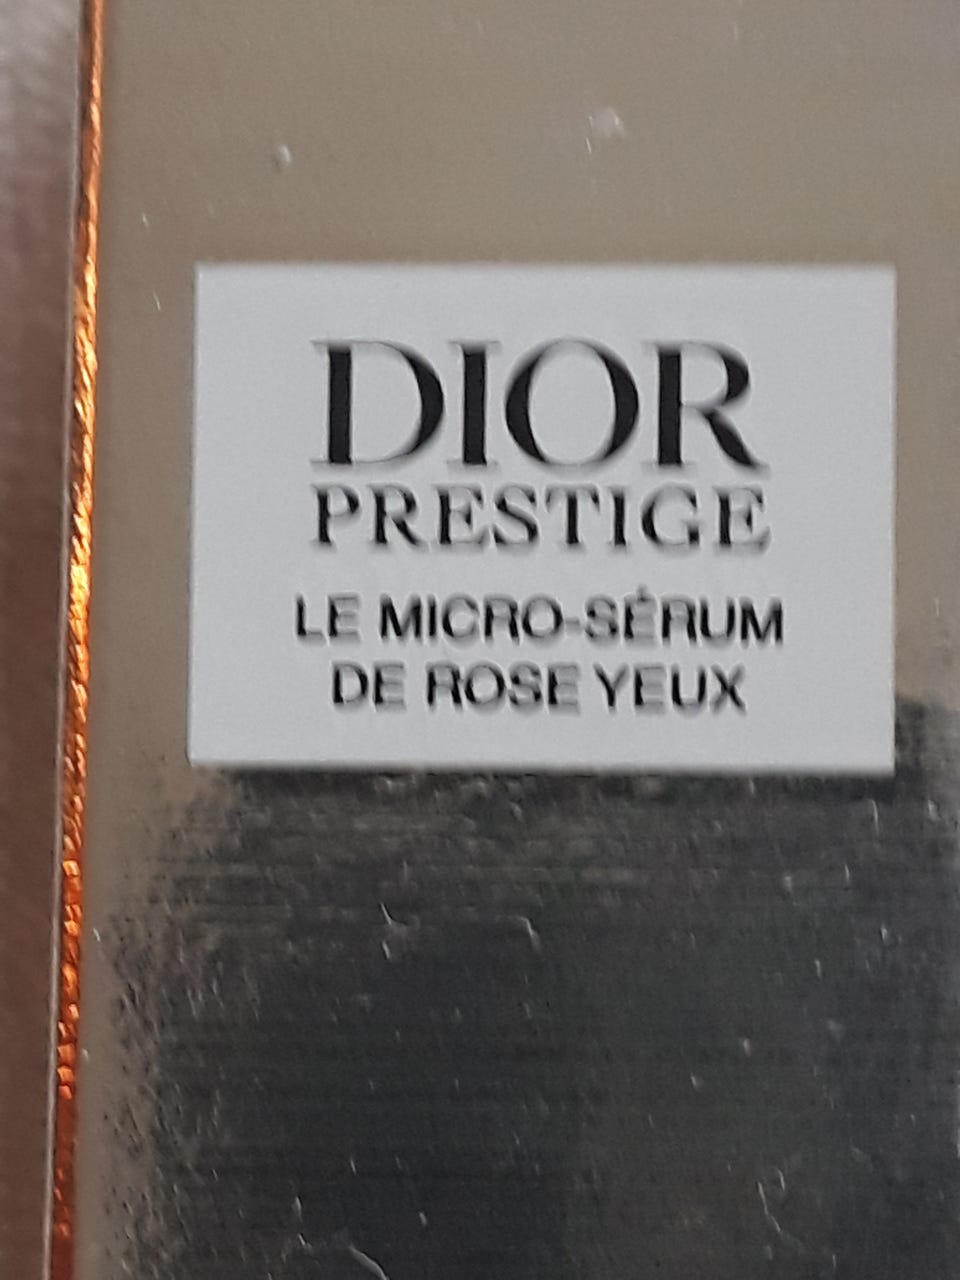 DIOR
PRESTIGE
LE MICRO-SÉRUM
DE ROSE YEUX